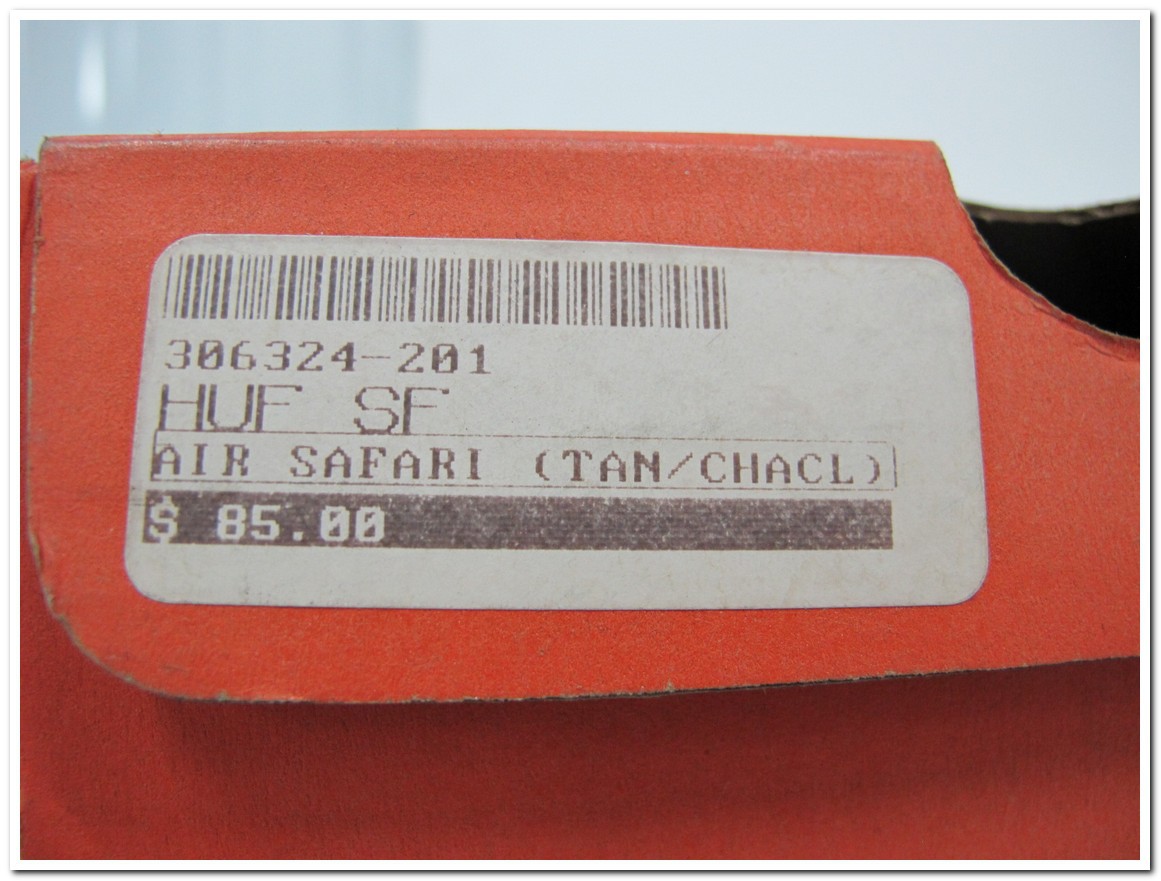 306324-201
HUF SF
AIR SAFARI (TAN/CHACL)
$ 85.00